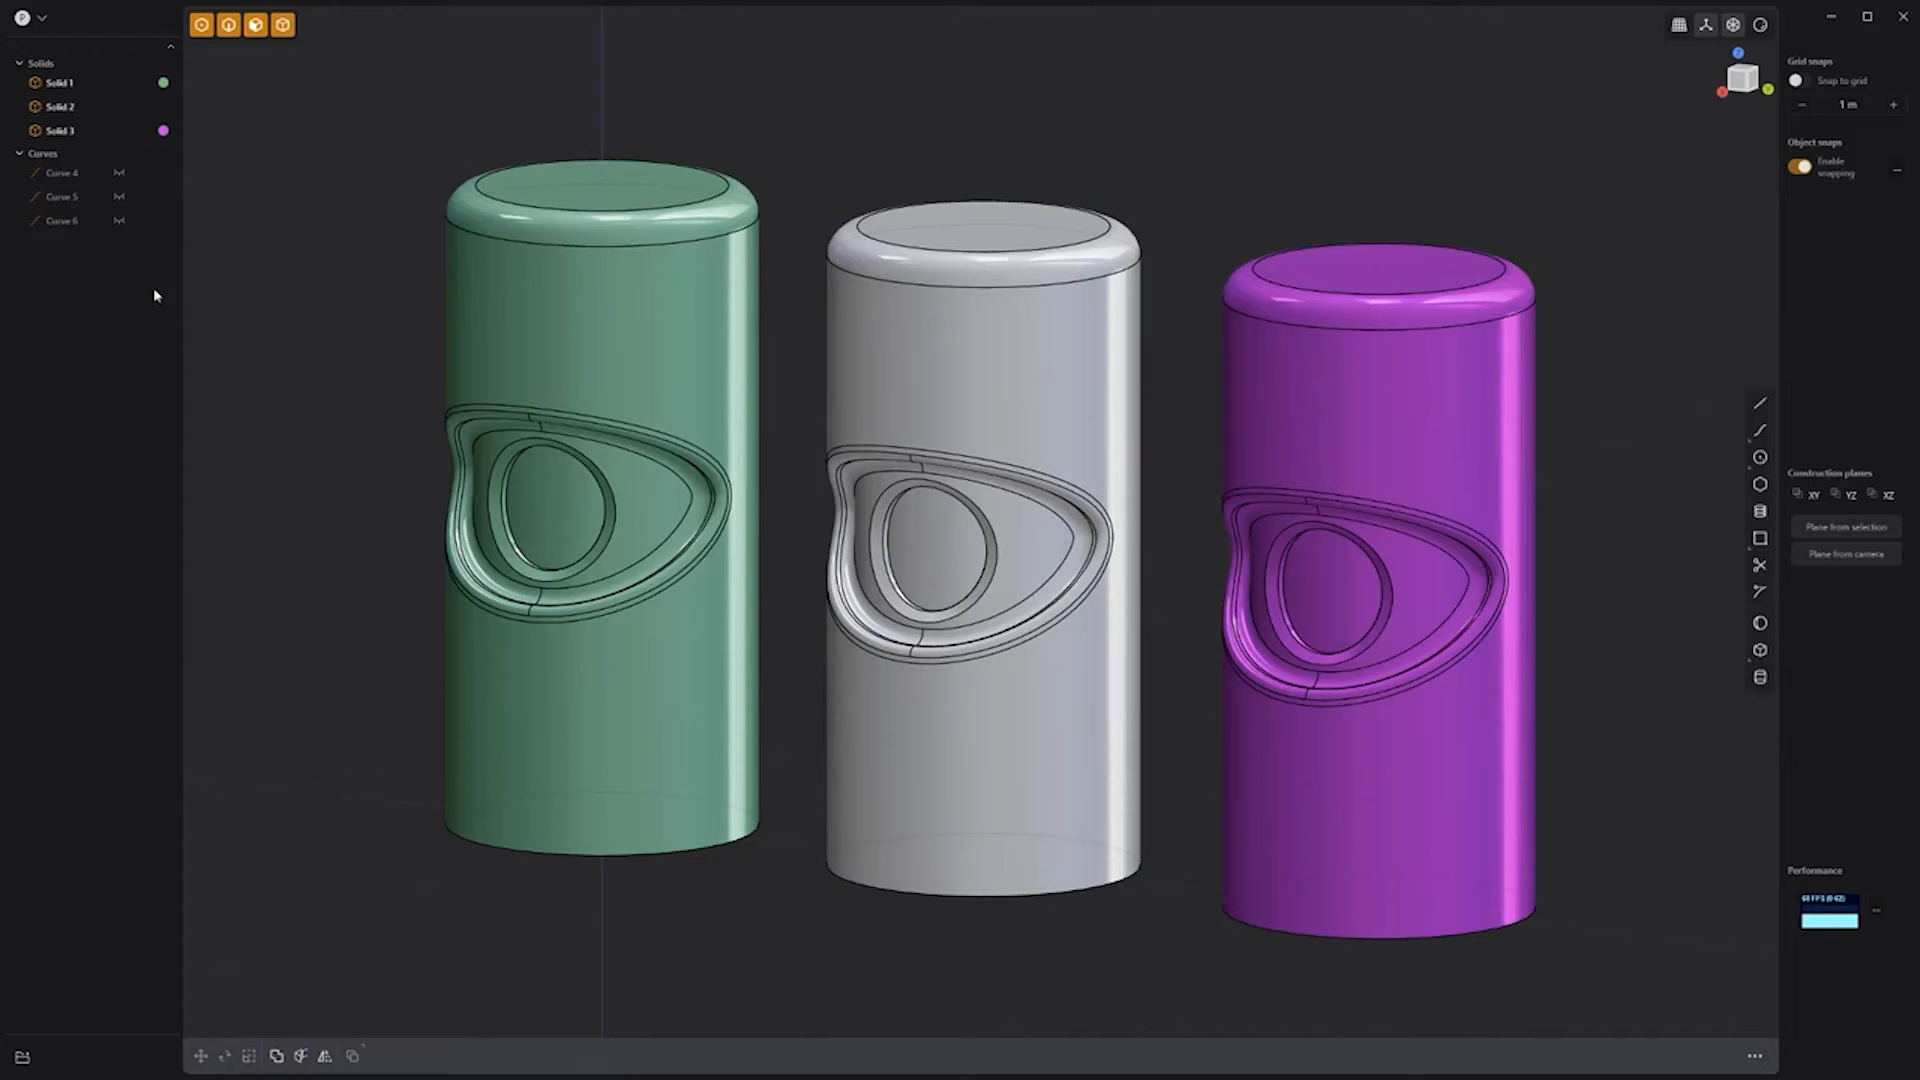 P
Solids
Solid 1
Solid 2
Solid 3
Curves
Curve 4
Curve 5
Curve 6
Grid snaps
Snap to grid
1 m
Object snaps
Enable
snapping
Construction planes
XY YZ XZ
Plane from selection
Plane from camera
Performance